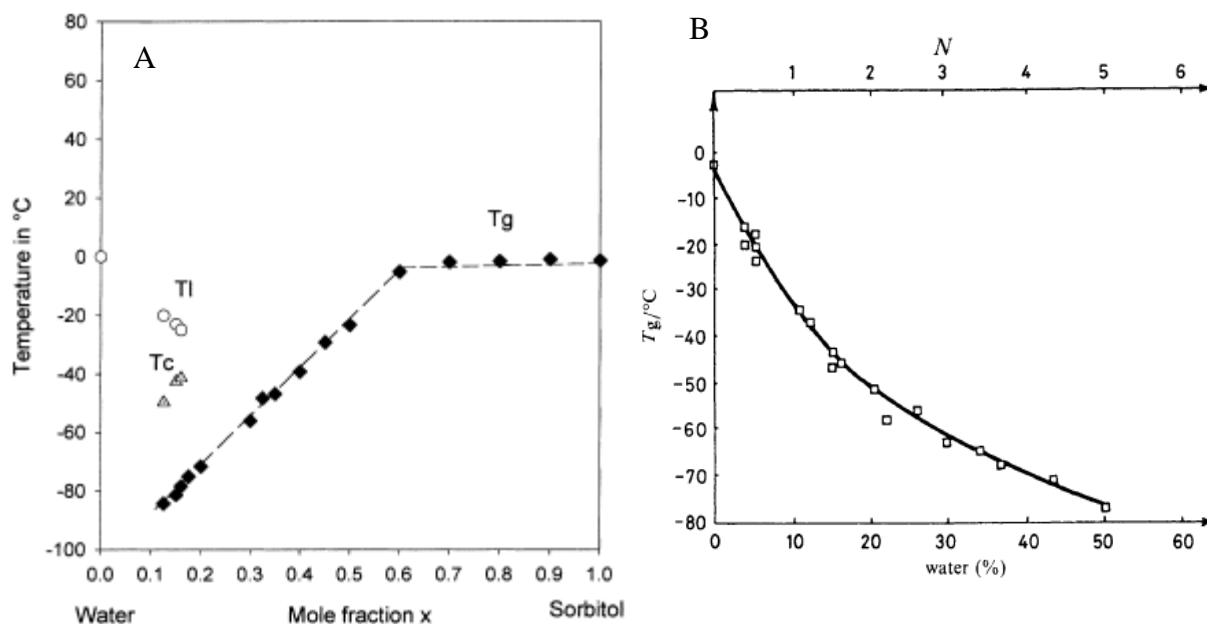 A
80
60
40
20
0
-20
-40
-60
-80
-100
Temperature in °C
Tg
Tl
Tc
0.0 0.1 0.2 0.3 0.4 0.5 0.6 0.7 0.8 0.9 1.0
Water Mole fraction x Sorbitol
B
N
1 2 3 4 5 6
0
-10
-20
-30
-40
-50
-60
-70
-80
Tg/°C
0 10 20 30 40 50 60
water (%)